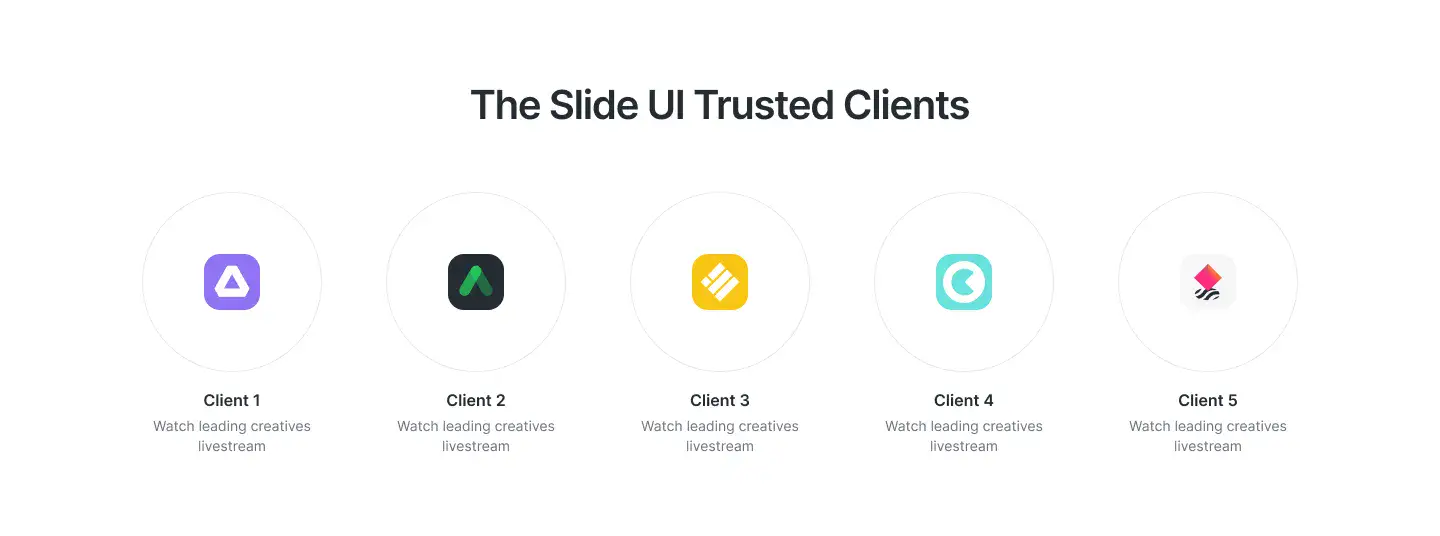 The Slide UI Trusted Clients
Client 1
Watch leading creatives
livestream
Client 2
Watch leading creatives
livestream
Client 3
Watch leading creatives
livestream
Client 4
Watch leading creatives
livestream
Client 5
Watch leading creatives
livestream